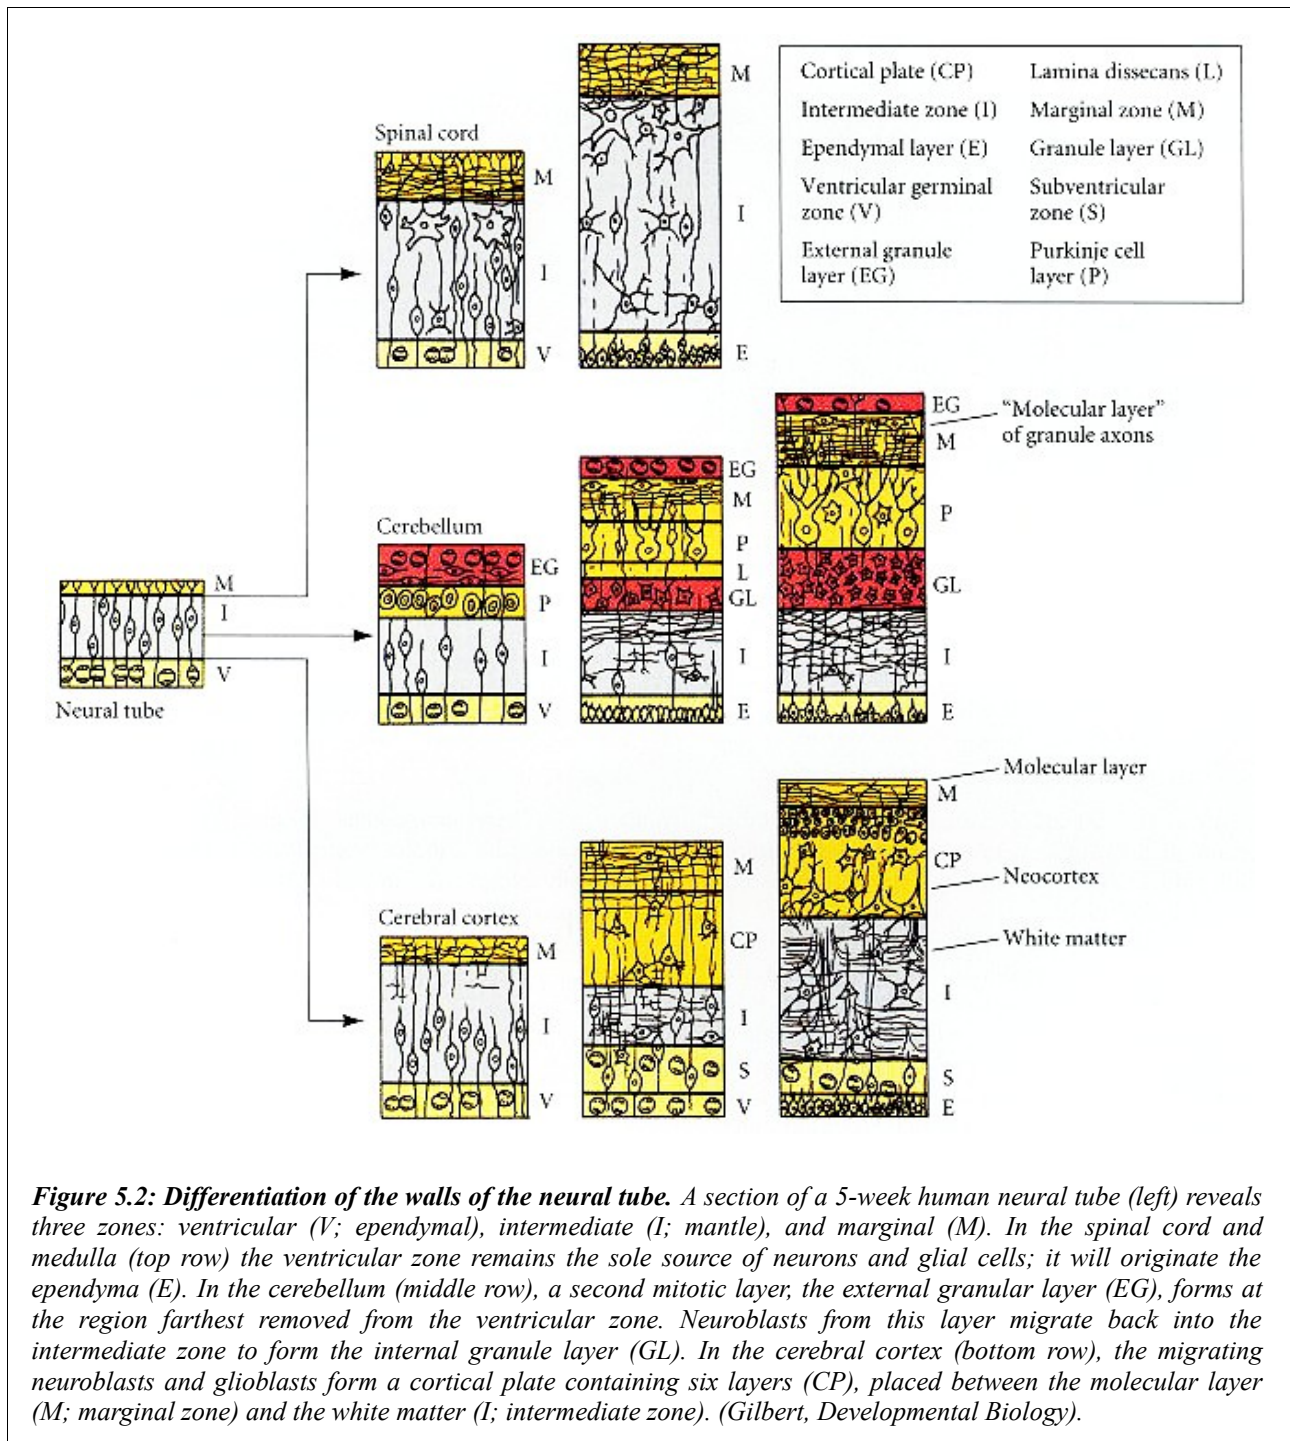 Cortical plate (CP)
Intermediate zone (I)
Ependymal layer (E)
Ventricular germinal
zone (V)
External granule
layer (EG)
Lamina dissecans (L)
Marginal zone (M)
Granule layer (GL)
Subventricular
zone (S)
Purkinje cell
layer (P)
Spinal cord
M
I
V
M
I
E
Cerebellum
EG
P
I
V
EG
M
P
L
GL
I
E
EG
M
P
GL
I
E
"Molecular layer"
of granule axons
M
I
V
Neural tube
Cerebral cortex
M
I
V
M
CP
I
S
V
M
CP
I
S
E
Molecular layer
Neocortex
White matter
Figure 5.2: Differentiation of the walls of the neural tube. A section of a 5-week human neural tube (left) reveals
three zones: ventricular (V; ependymal), intermediate (I; mantle), and marginal (M). In the spinal cord and
medulla (top row) the ventricular zone remains the sole source of neurons and glial cells; it will originate the
ependyma (E). In the cerebellum (middle row), a second mitotic layer, the external granular layer (EG), forms at
the region farthest removed from the ventricular zone. Neuroblasts from this layer migrate back into the
intermediate zone to form the internal granule layer (GL). In the cerebral cortex (bottom row), the migrating
neuroblasts and glioblasts form a cortical plate containing six layers (CP), placed between the molecular layer
(M; marginal zone) and the white matter (I; intermediate zone). (Gilbert, Developmental Biology).